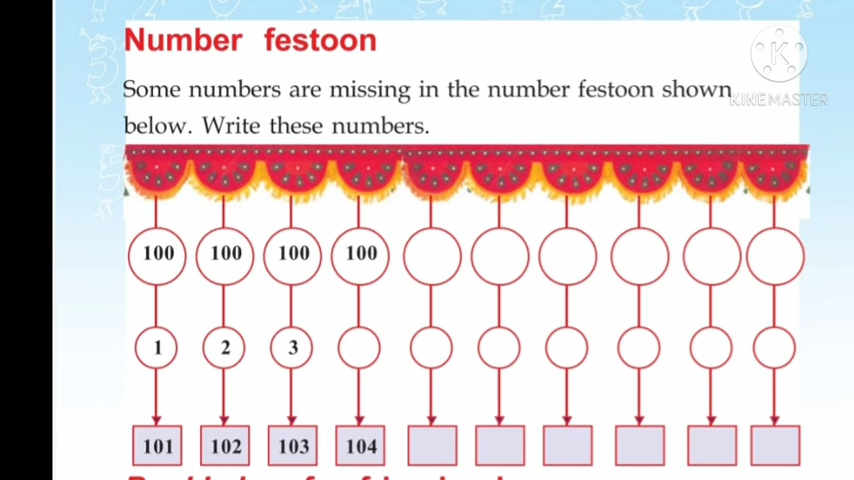 Number festoon
Some numbers are missing in the number festoon shown
below. Write these numbers.
KINEMASTER
100 100 100 100
1 2 3
101 102 103 104